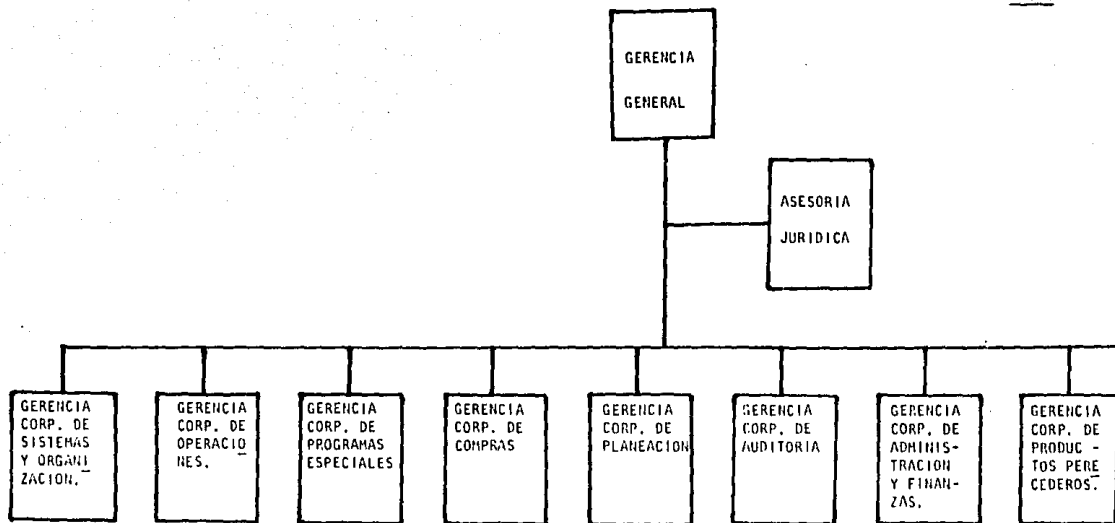 GERENCIA
GENERAL
ASESORIA
JURIDICA
GERENCIA
CORP. DE
SISTEMAS
Y ORGANI
ZACION.
GERENCIA
CORP. DE
OPERACIO
NES.
GERENCIA
CORP. DE
PROGRAMAS
ESPECIALES
GERENCIA
CORP. DE
COMPRAS
GERENCIA
CORP. DE
PLANEACION
GERENCIA
CORP. DE
AUDITORIA
GERENCIA
CORP. DE
ADMINIS-
TRACION
Y FINAN-
ZAS.
GERENCIA
CORP. DE
PRODUC -
TOS PERE
CEDEROS.